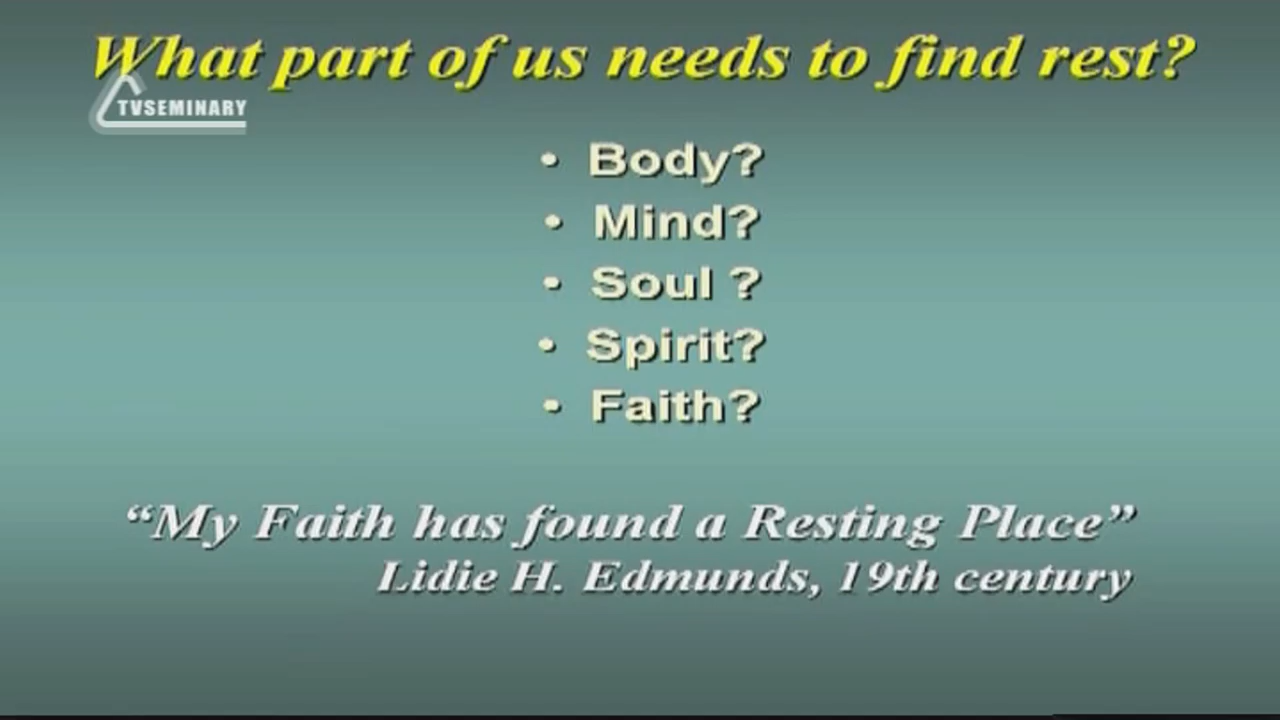 What part of us needs to find rest?
TVSEMINARY
• Body?
• Mind?
• Soul ?
• Spirit?
• Faith?
“My Faith has found a Resting Place”
Lidie H. Edmunds, 19th century